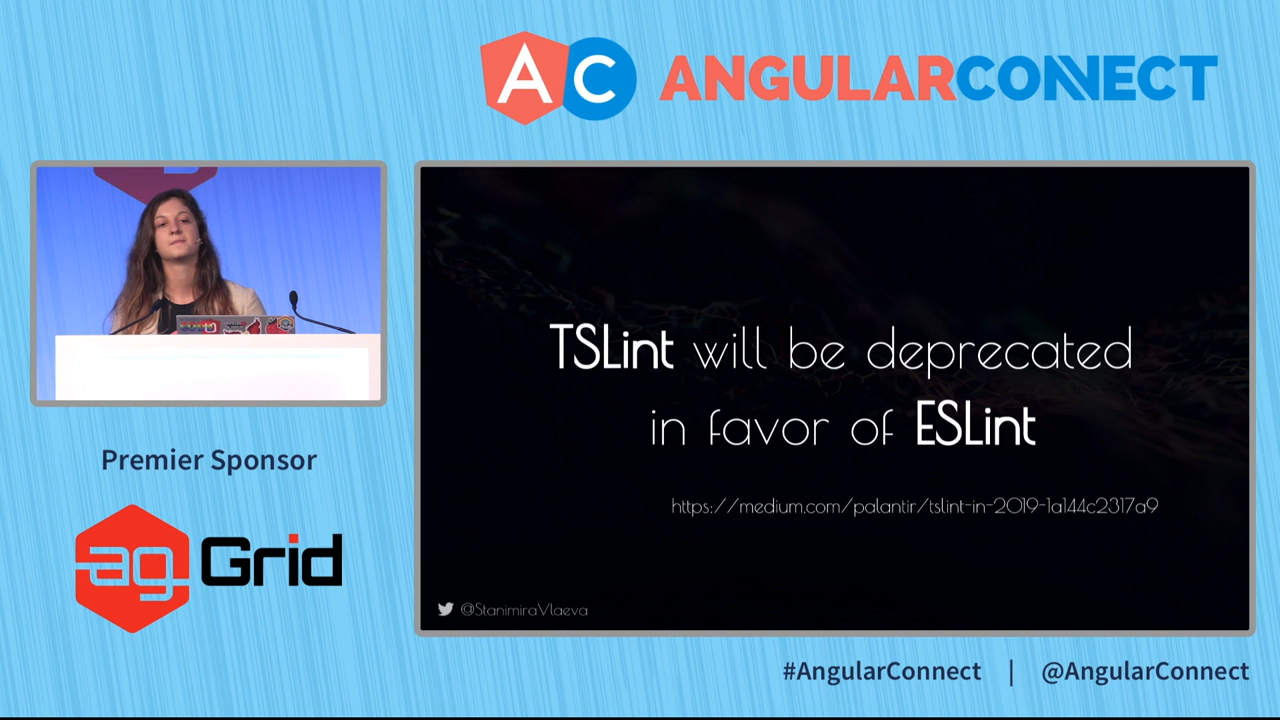 AC ANGULARCONNECT
TSLint will be deprecated
in favor of ESLint
https://medium.com/palantir/tslint-in-2019-1a144c2317a9
@StanimiraVlaeva
Premier Sponsor
ag Grid
#AngularConnect | @AngularConnect